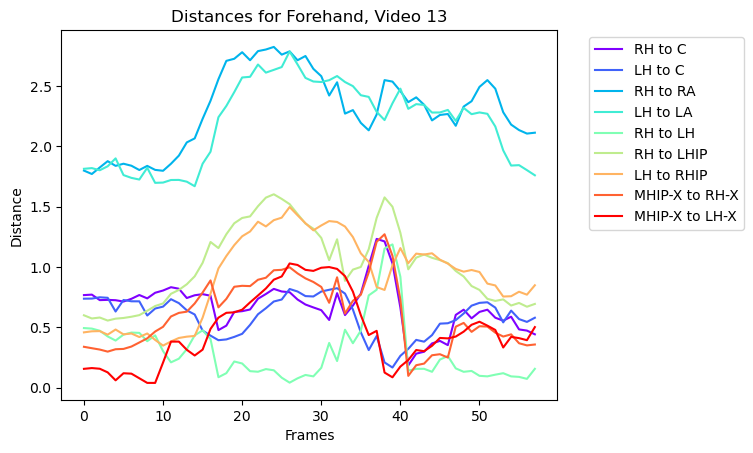 Distances for Forehand, Video 13
Distance
2.5
2.0
1.5
1.0
0.5
0.0
0
10
20
30
40
50
Frames
RH to C
LH to C
RH to RA
LH to LA
RH to LH
RH to LHIP
LH to RHIP
MHIP-X to RH-X
MHIP-X to LH-X